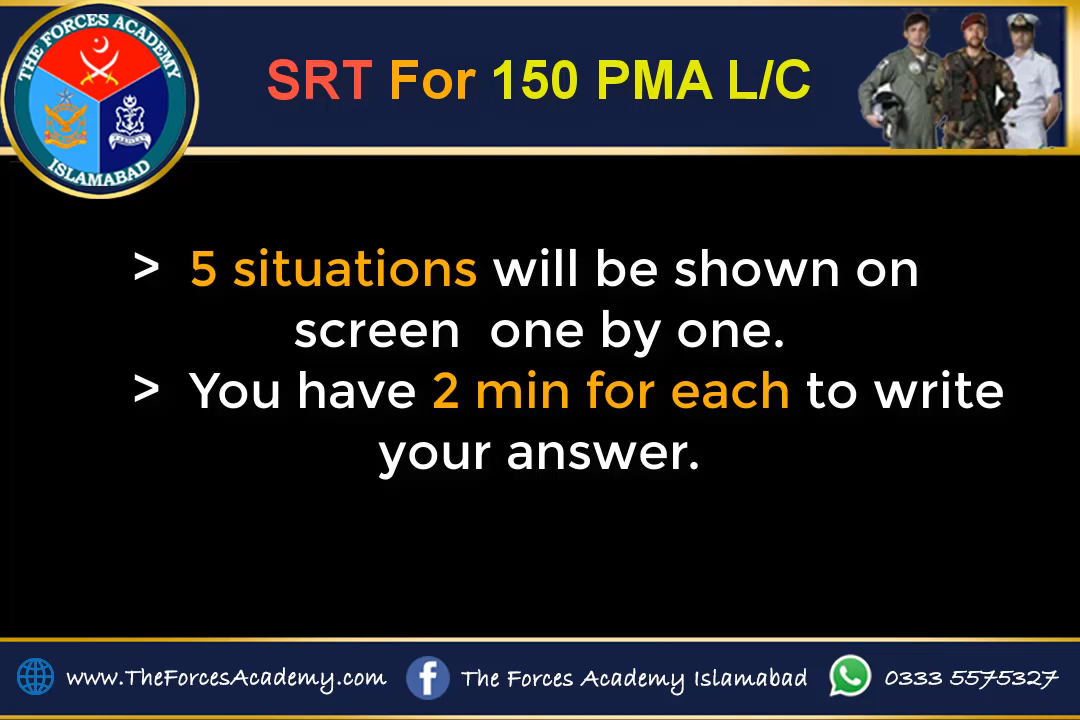 THE FORCES ACADEMY
ISLAMABAD
SRT For 150 PMA L/C
> 5 situations will be shown on
screen one by one.
> You have 2 min for each to write
your answer.
www.TheForcesAcademy.com
The Forces Academy Islamabad
0333 5575327